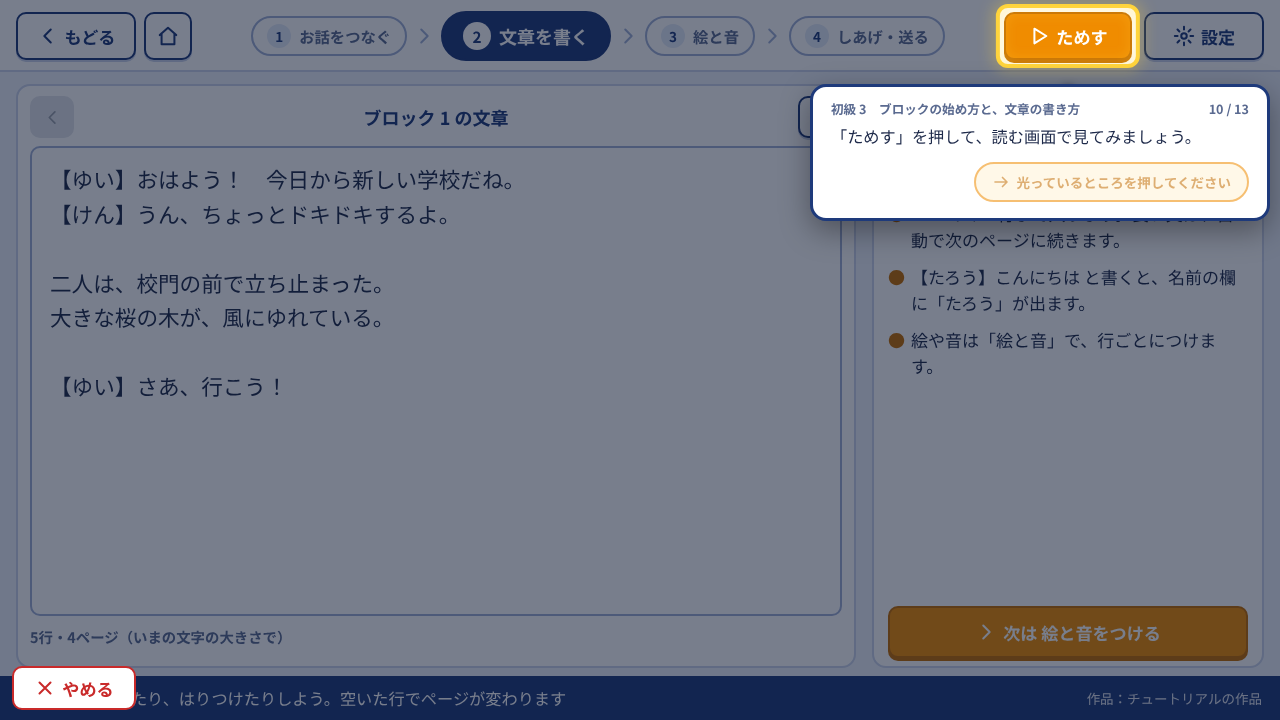 もどる
1 お話をつなぐ
2 文章を書く
3 絵と音
4 しあげ・送る
ためす
設定
ブロック 1 の文章
初級 3　ブロックの始め方と、文章の書き方
10 / 13
「ためす」を押して、読む画面で見てみましょう。
光っているところを押してください
【ゆい】おはよう！　今日から新しい学校だね。
【けん】うん、ちょっとドキドキするよ。
二人は、校門の前で立ち止まった。
大きな桜の木が、風にゆれている。
【ゆい】さあ、行こう！
動で次のページに続きます。
【たろう】こんにちは と書くと、名前の欄
に「たろう」が出ます。
絵や音は「絵と音」で、行ごとにつけま
す。
5行・4ページ（いまの文字の大きさで）
次は 絵と音をつける
やめる
たり、はりつけたりしよう。空いた行でページが変わります
作品：チュートリアルの作品